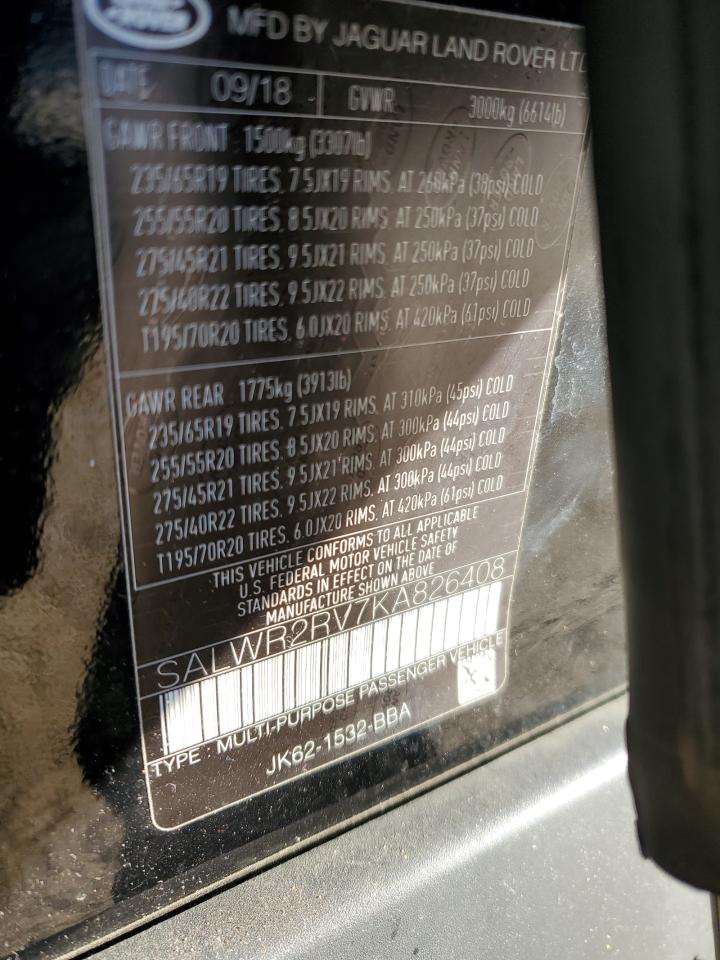 MFD BY JAGUAR LAND ROVER LTD
DATE 09/18 GVWR 3000kg (6614lb)
GAWR FRONT : 1500kg (3307lb)
235/65R19 TIRES, 7.5JX19 RIMS, AT 260kPa (38psi) COLD
255/55R20 TIRES, 8.5JX20 RIMS, AT 250kPa (37psi) COLD
275/45R21 TIRES, 9.5JX21 RIMS, AT 250kPa (37psi) COLD
275/40R22 TIRES, 9.5JX22 RIMS, AT 250kPa (37psi) COLD
T195/70R20 TIRES, 6.0JX20 RIMS, AT 420kPa (61psi) COLD
GAWR REAR : 1775kg (3913lb)
235/65R19 TIRES, 7.5JX19 RIMS, AT 310kPa (45psi) COLD
255/55R20 TIRES, 8.5JX20 RIMS, AT 300kPa (44psi) COLD
275/45R21 TIRES, 9.5JX21 RIMS, AT 300kPa (44psi) COLD
275/40R22 TIRES, 9.5JX22 RIMS, AT 300kPa (44psi) COLD
T195/70R20 TIRES, 6.0JX20 RIMS, AT 420kPa (61psi) COLD
THIS VEHICLE CONFORMS TO ALL APPLICABLE
U.S. FEDERAL MOTOR VEHICLE SAFETY
STANDARDS IN EFFECT ON THE DATE OF
MANUFACTURE SHOWN ABOVE
SALWR2RV7KA826408
TYPE : MULTI-PURPOSE PASSENGER VEHICLE
JK62-1532-BBA